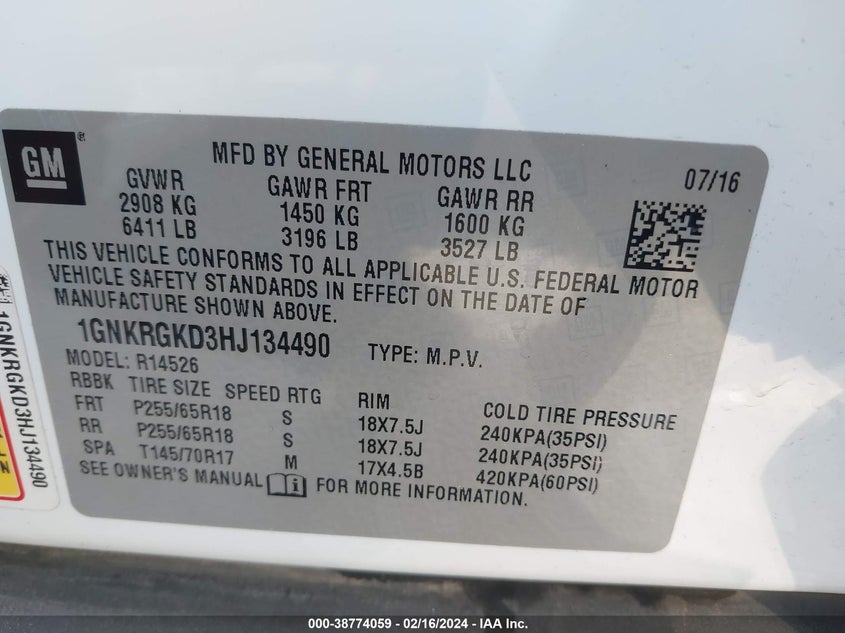 GM
®
MFD BY GENERAL MOTORS LLC
07/16
GVWR GAWR FRT GAWR RR
2908 KG 1450 KG 1600 KG
6411 LB 3196 LB 3527 LB
THIS VEHICLE CONFORMS TO ALL APPLICABLE U.S. FEDERAL MOTOR
VEHICLE SAFETY STANDARDS IN EFFECT ON THE DATE OF
MANUFACTURE SHOWN ABOVE.
1GNKRGKD3HJ134490 TYPE: M.P.V.
MODEL: R14526
RBBK TIRE SIZE SPEED RTG RIM COLD TIRE PRESSURE
FRT P255/65R18 S 18X7.5J 240KPA(35PSI)
RR P255/65R18 S 18X7.5J 240KPA(35PSI)
SPA T145/70R17 M 17X4.5B 420KPA(60PSI)
SEE OWNER'S MANUAL FOR MORE INFORMATION.
1GNKRGKD3HJ134490
000-38774059 - 02/16/2024 - IAA Inc.